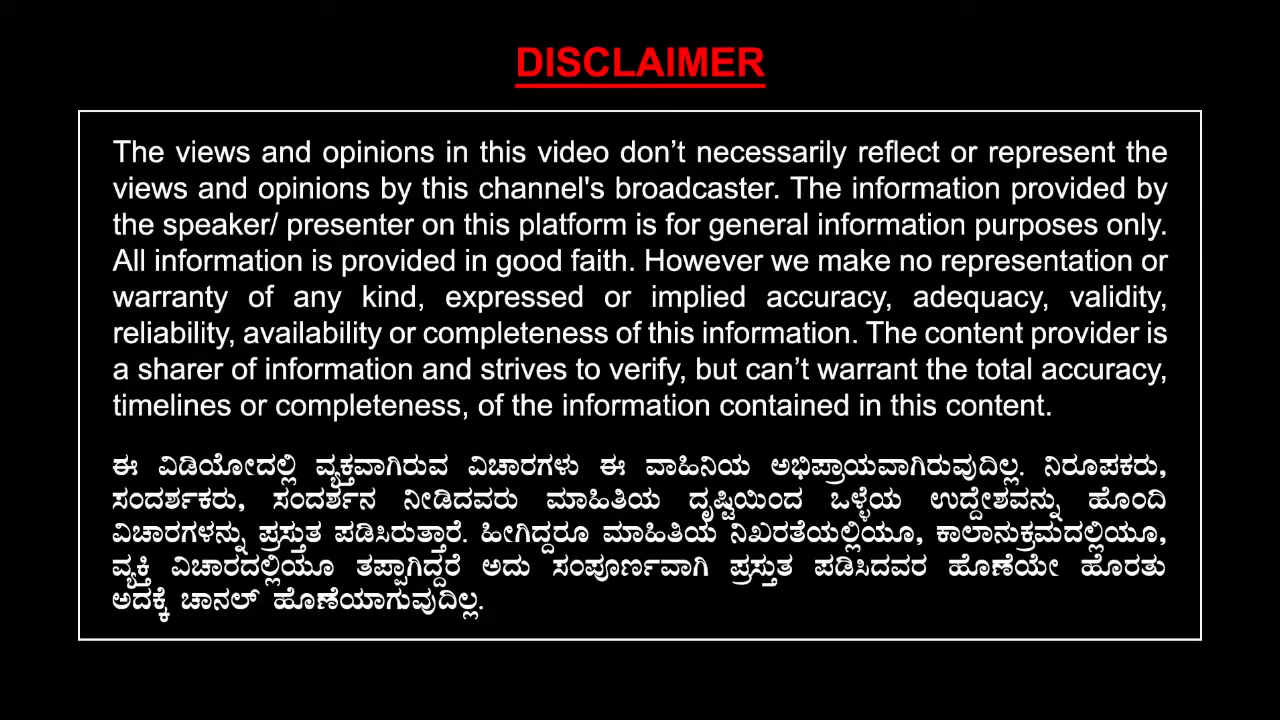 DISCLAIMER
The views and opinions in this video don’t necessarily reflect or represent the
views and opinions by this channel's broadcaster. The information provided by
the speaker/ presenter on this platform is for general information purposes only.
All information is provided in good faith. However we make no representation or
warranty of any kind, expressed or implied accuracy, adequacy, validity,
reliability, availability or completeness of this information. The content provider is
a sharer of information and strives to verify, but can’t warrant the total accuracy,
timelines or completeness, of the information contained in this content.
ಈ ವಿಡಿಯೋದಲ್ಲಿ ವ್ಯಕ್ತವಾಗಿರುವ ವಿಚಾರಗಳು ಈ ವಾಹಿನಿಯ ಅಭಿಪ್ರಾಯವಾಗಿರುವುದಿಲ್ಲ. ನಿರೂಪಕರು,
ಸಂದರ್ಶಕರು, ಸಂದರ್ಶನ ನೀಡಿದವರು ಮಾಹಿತಿಯ ದೃಷ್ಟಿಯಿಂದ ಒಳ್ಳೆಯ ಉದ್ದೇಶವನ್ನು ಹೊಂದಿ
ವಿಚಾರಗಳನ್ನು ಪ್ರಸ್ತುತ ಪಡಿಸಿರುತ್ತಾರೆ. ಹೀಗಿದ್ದರೂ ಮಾಹಿತಿಯ ನಿಖರತೆಯಲ್ಲಿಯೂ, ಕಾಲಾನುಕ್ರಮದಲ್ಲಿಯೂ,
ವ್ಯಕ್ತಿ ವಿಚಾರದಲ್ಲಿಯೂ ತಪ್ಪಾಗಿದ್ದರೆ ಅದು ಸಂಪೂರ್ಣವಾಗಿ ಪ್ರಸ್ತುತ ಪಡಿಸಿದವರ ಹೊಣೆಯೇ ಹೊರತು
ಅದಕ್ಕೆ ಚಾನಲ್ ಹೊಣೆಯಾಗುವುದಿಲ್ಲ.